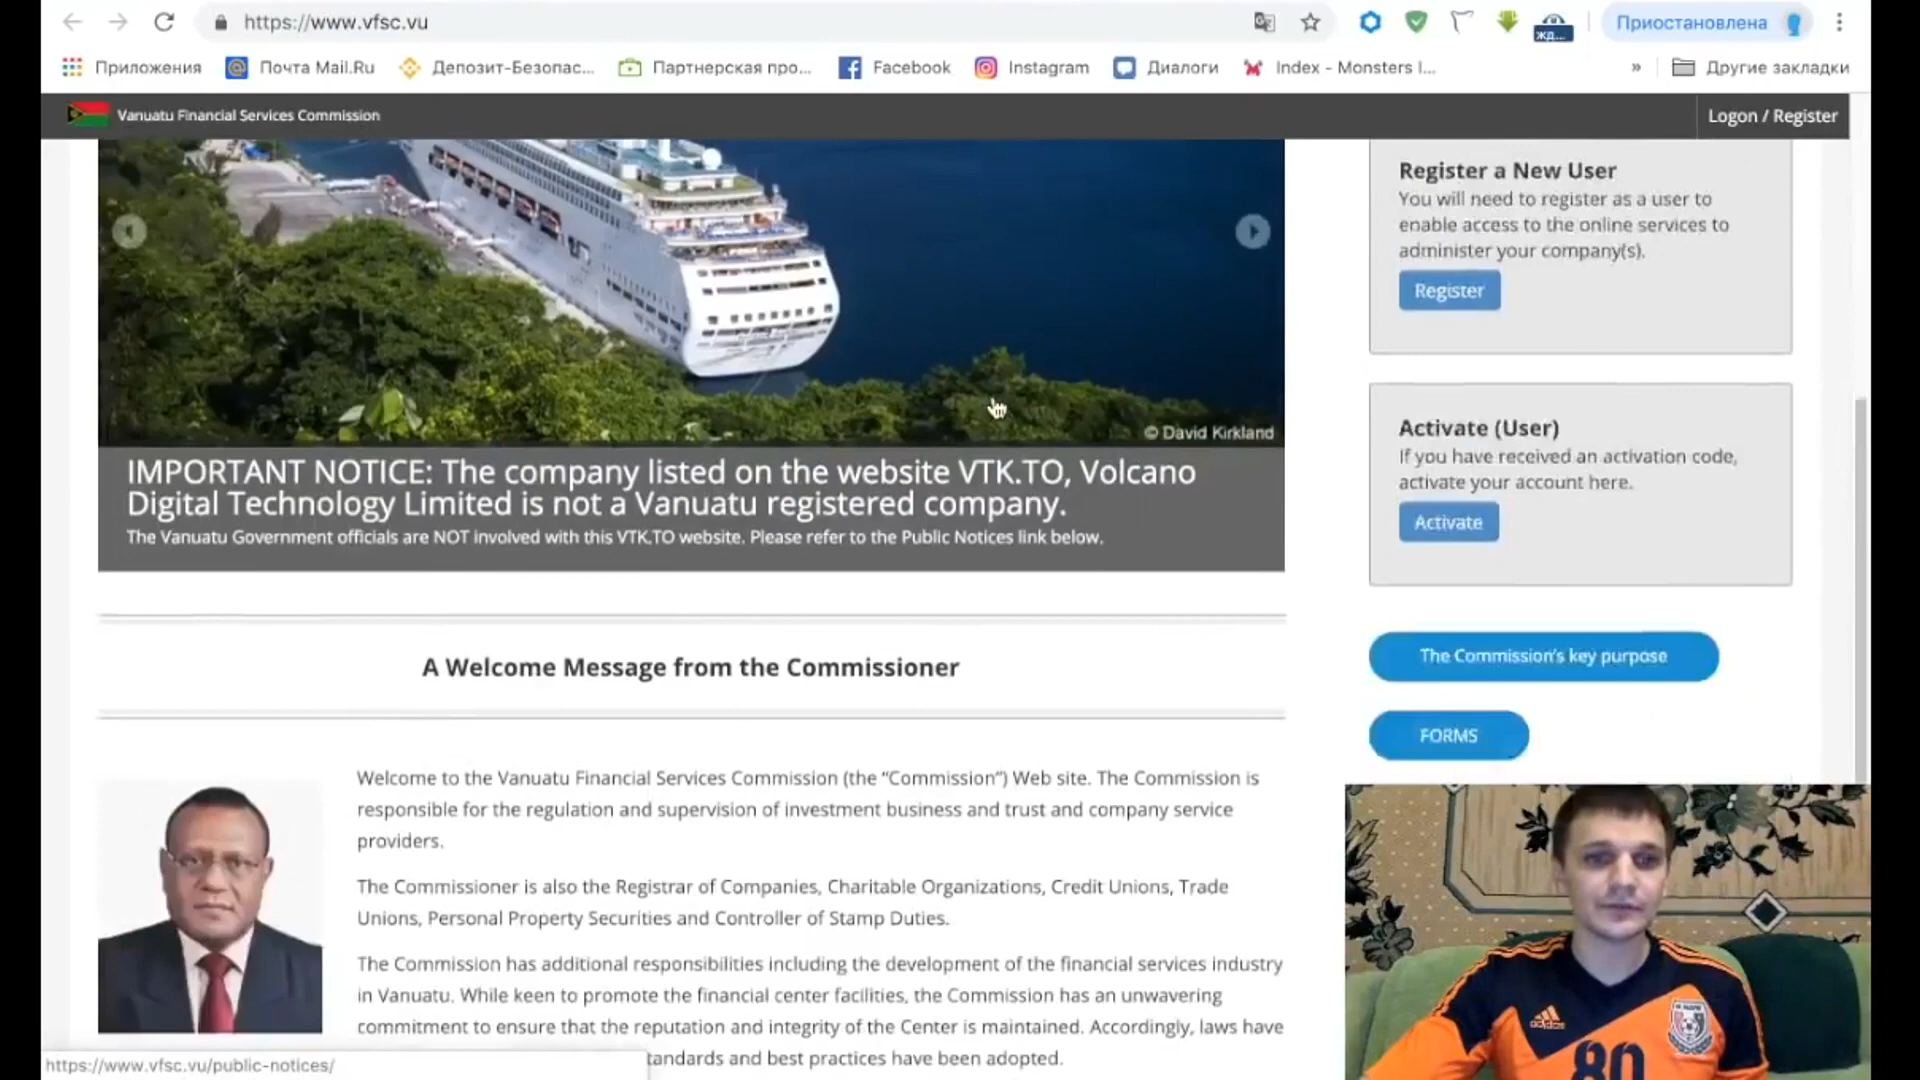 https://www.vfsc.vu
жд...
Приостановлена
Приложения
Почта Mail.Ru
Депозит-Безопас...
Партнерская про...
Facebook
Instagram
Диалоги
Index - Monsters I...
»
Другие закладки
Vanuatu Financial Services Commission
Logon / Register
© David Kirkland
IMPORTANT NOTICE: The company listed on the website VTK.TO, Volcano
Digital Technology Limited is not a Vanuatu registered company.
The Vanuatu Government officials are NOT involved with this VTK.TO website. Please refer to the Public Notices link below.
A Welcome Message from the Commissioner
Welcome to the Vanuatu Financial Services Commission (the “Commission”) Web site. The Commission is
responsible for the regulation and supervision of investment business and trust and company service
providers.
The Commissioner is also the Registrar of Companies, Charitable Organizations, Credit Unions, Trade
Unions, Personal Property Securities and Controller of Stamp Duties.
The Commission has additional responsibilities including the development of the financial services industry
in Vanuatu. While keen to promote the financial center facilities, the Commission has an unwavering
commitment to ensure that the reputation and integrity of the Center is maintained. Accordingly, laws have
tandards and best practices have been adopted.
https://www.vfsc.vu/public-notices/
Register a New User
You will need to register as a user to
enable access to the online services to
administer your company(s).
Register
Activate (User)
If you have received an activation code,
activate your account here.
Activate
The Commission's key purpose
FORMS
adidas
80